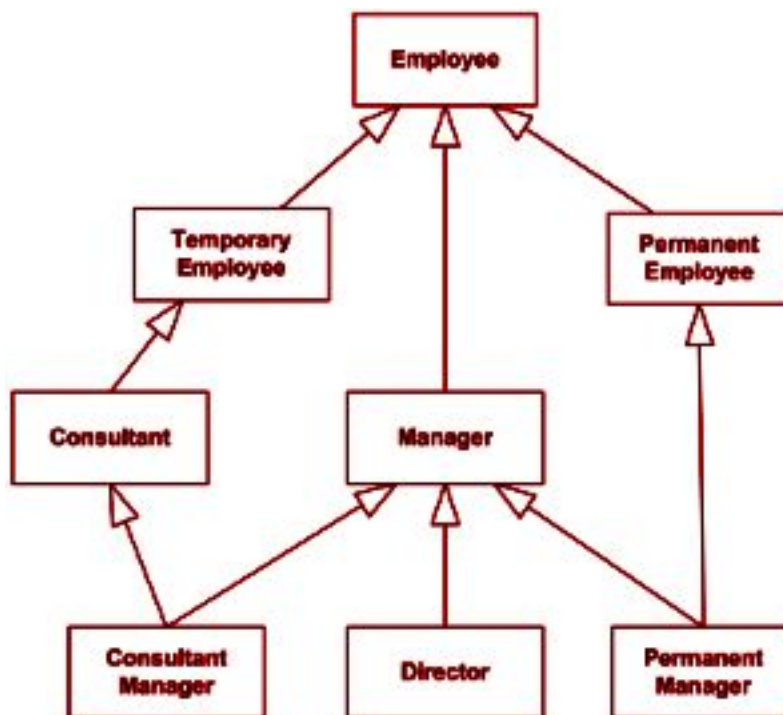 Employee
Temporary
Employee
Permanent
Employee
Consultant
Manager
Consultant
Manager
Director
Permanent
Manager